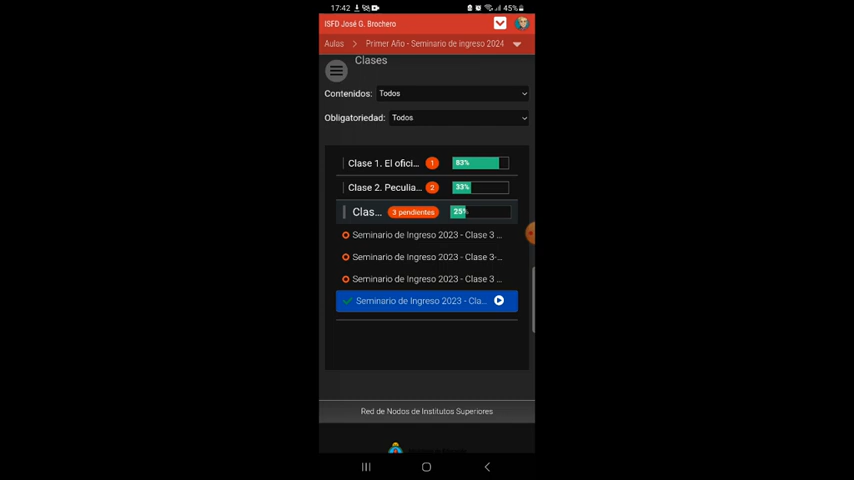 17:42 45%
ISFD José G. Brochero
Aulas Primer Año - Seminario de ingreso 2024
Clases
Contenidos: Todos
Obligatoriedad: Todos
Clase 1. El ofici... 1 83%
Clase 2. Peculia... 2 33%
Clas... 3 pendientes 25%
Seminario de Ingreso 2023 - Clase 3 ...
Seminario de Ingreso 2023 - Clase 3-...
Seminario de Ingreso 2023 - Clase 3 ...
Seminario de Ingreso 2023 - Cla...
Red de Nodos de Institutos Superiores